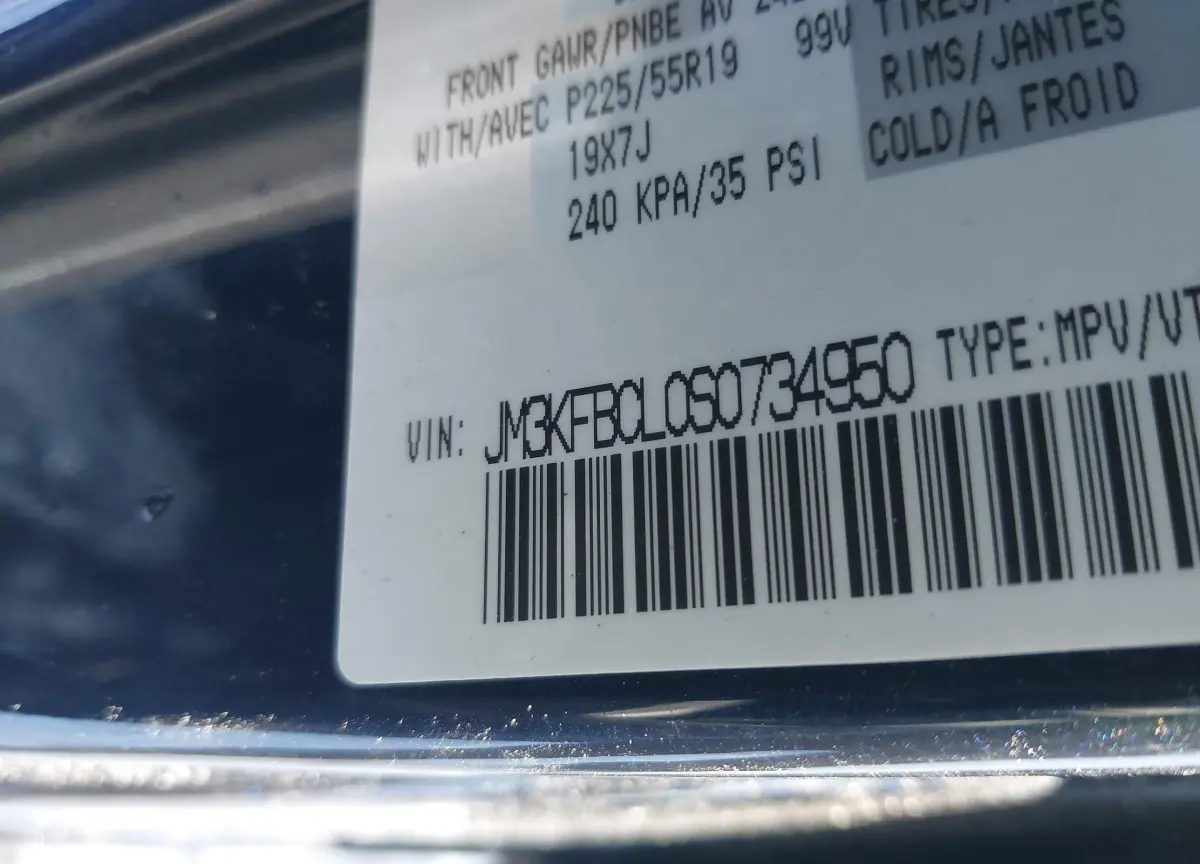 FRONT GAWR/PNBE AV
WITH/AVEC P225/55R19 99V TIRES/
19X7J RIMS/JANTES
240 KPA/35 PSI COLD/A FROID
VIN: JM3KFBCL0S0734950 TYPE:MPV/VT